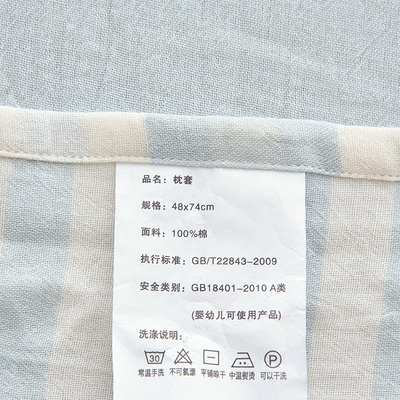 品名：枕套
规格：48x74cm
面料：100%棉
执行标准：GB/T22843-2009
安全类别：GB18401-2010 A类
(婴幼儿可使用产品)
洗涤说明：
30 P
常温手洗 不可氯漂 平铺晾干 中温熨烫 可以干洗